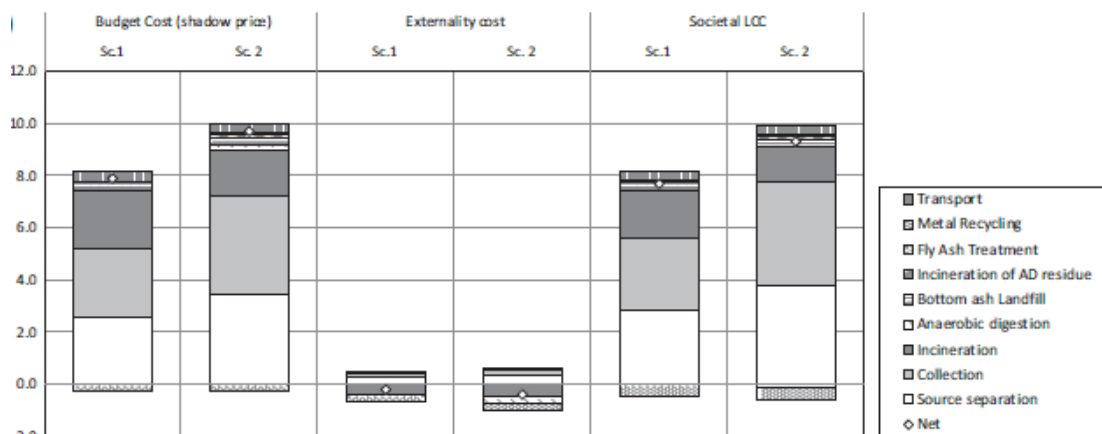 )
Budget Cost (shadow price) Externality cost Societal LCC
Sc.1 Sc. 2 Sc.1 Sc. 2 Sc.1 Sc. 2
12.0
10.0
8.0
6.0
4.0
2.0
0.0
Transport
Metal Recycling
Fly Ash Treatment
Incineration of AD residue
Bottom ash Landfill
Anaerobic digestion
Incineration
Collection
Source separation
Net